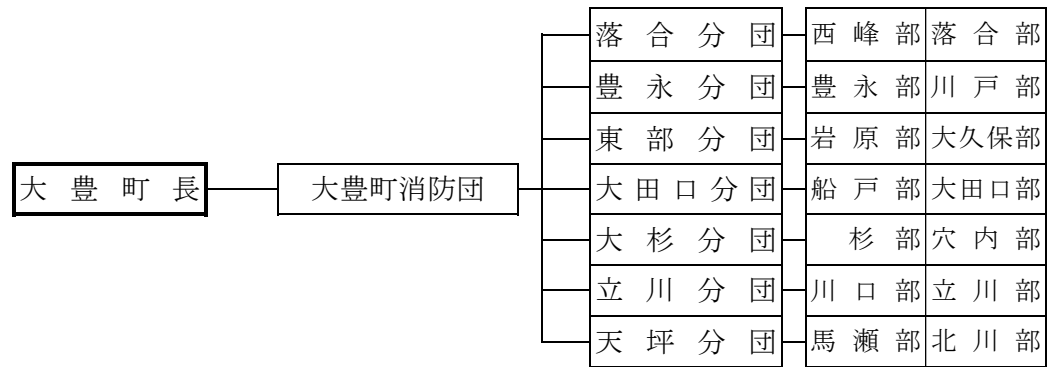 落合分団 西峰部 落合部
豊永分団 豊永部 川戸部
東部分団 岩原部 大久保部
大豊町長 大豊町消防団 大田口分団 船戸部 大田口部
大杉分団 杉部 穴内部
立川分団 川口部 立川部
天坪分団 馬瀬部 北川部